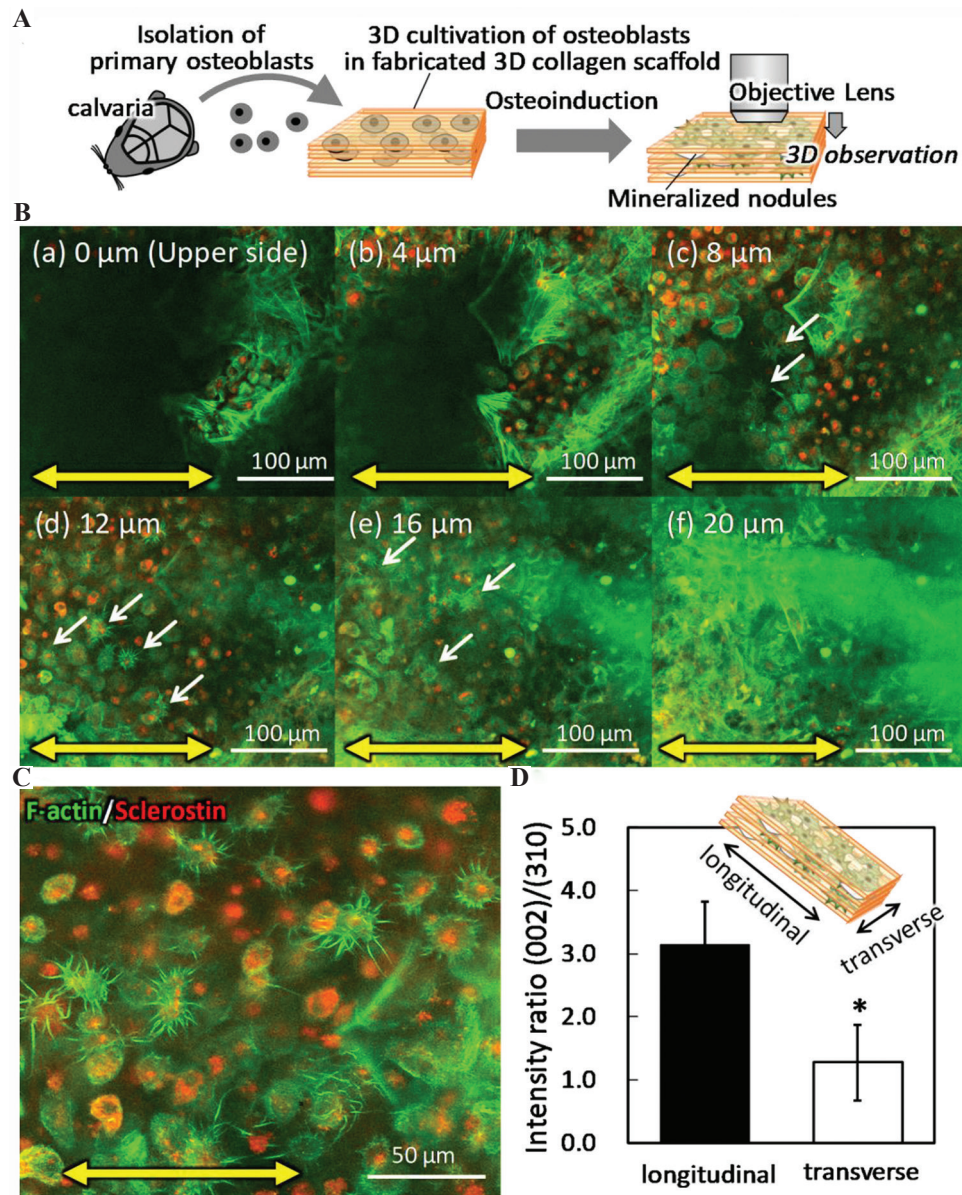 A
Isolation of
primary osteoblasts
calvaria
3D cultivation of osteoblasts
in fabricated 3D collagen scaffold
Osteoinduction
Objective Lens
3D observation
Mineralized nodules
B
(a) 0 μm (Upper side)
100 μm
(b) 4 μm
100 μm
(c) 8 μm
100 μm
(d) 12 μm
100 μm
(e) 16 μm
100 μm
(f) 20 μm
100 μm
C
F-actin/Sclerostin
50 μm
D
Intensity ratio (002)/(310)
5.0
4.0
3.0
2.0
1.0
0.0
longitudinal
transverse
*
longitudinal
transverse